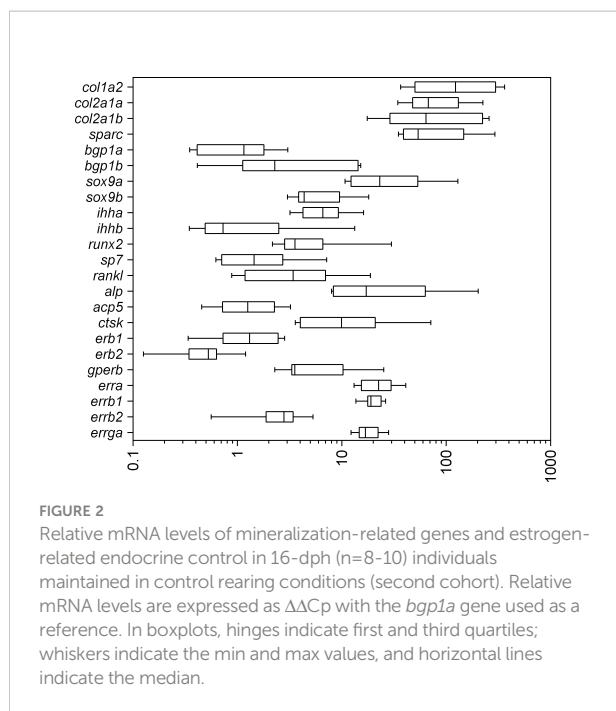 col1a2
col2a1a
col2a1b
sparc
bgp1a
bgp1b
sox9a
sox9b
ihha
ihhb
runx2
sp7
rankl
alp
acp5
ctsk
erb1
erb2
gperb
erra
errb1
errb2
errga
0.1
1
10
100
1000
FIGURE 2
Relative mRNA levels of mineralization-related genes and estrogen-
related endocrine control in 16-dph (n=8-10) individuals
maintained in control rearing conditions (second cohort). Relative
mRNA levels are expressed as ΔΔCp with the bgp1a gene used as a
reference. In boxplots, hinges indicate first and third quartiles;
whiskers indicate the min and max values, and horizontal lines
indicate the median.